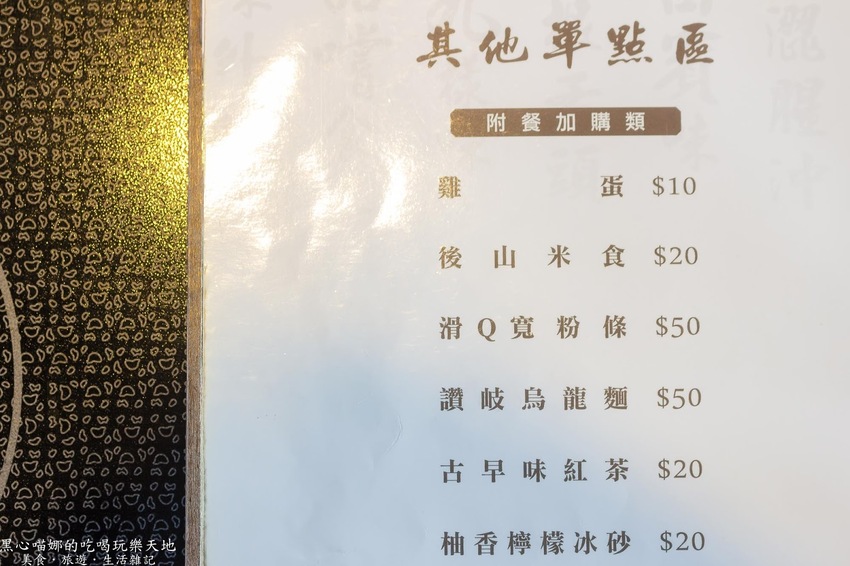 其他單點區
附餐加購類
雞蛋 $10
後山米食 $20
滑Q寬粉條 $50
讚岐烏龍麵 $50
古早味紅茶 $20
柚香檸檬冰砂 $20
黑心喵娜的吃喝玩樂天地
美食·旅遊·生活雜記